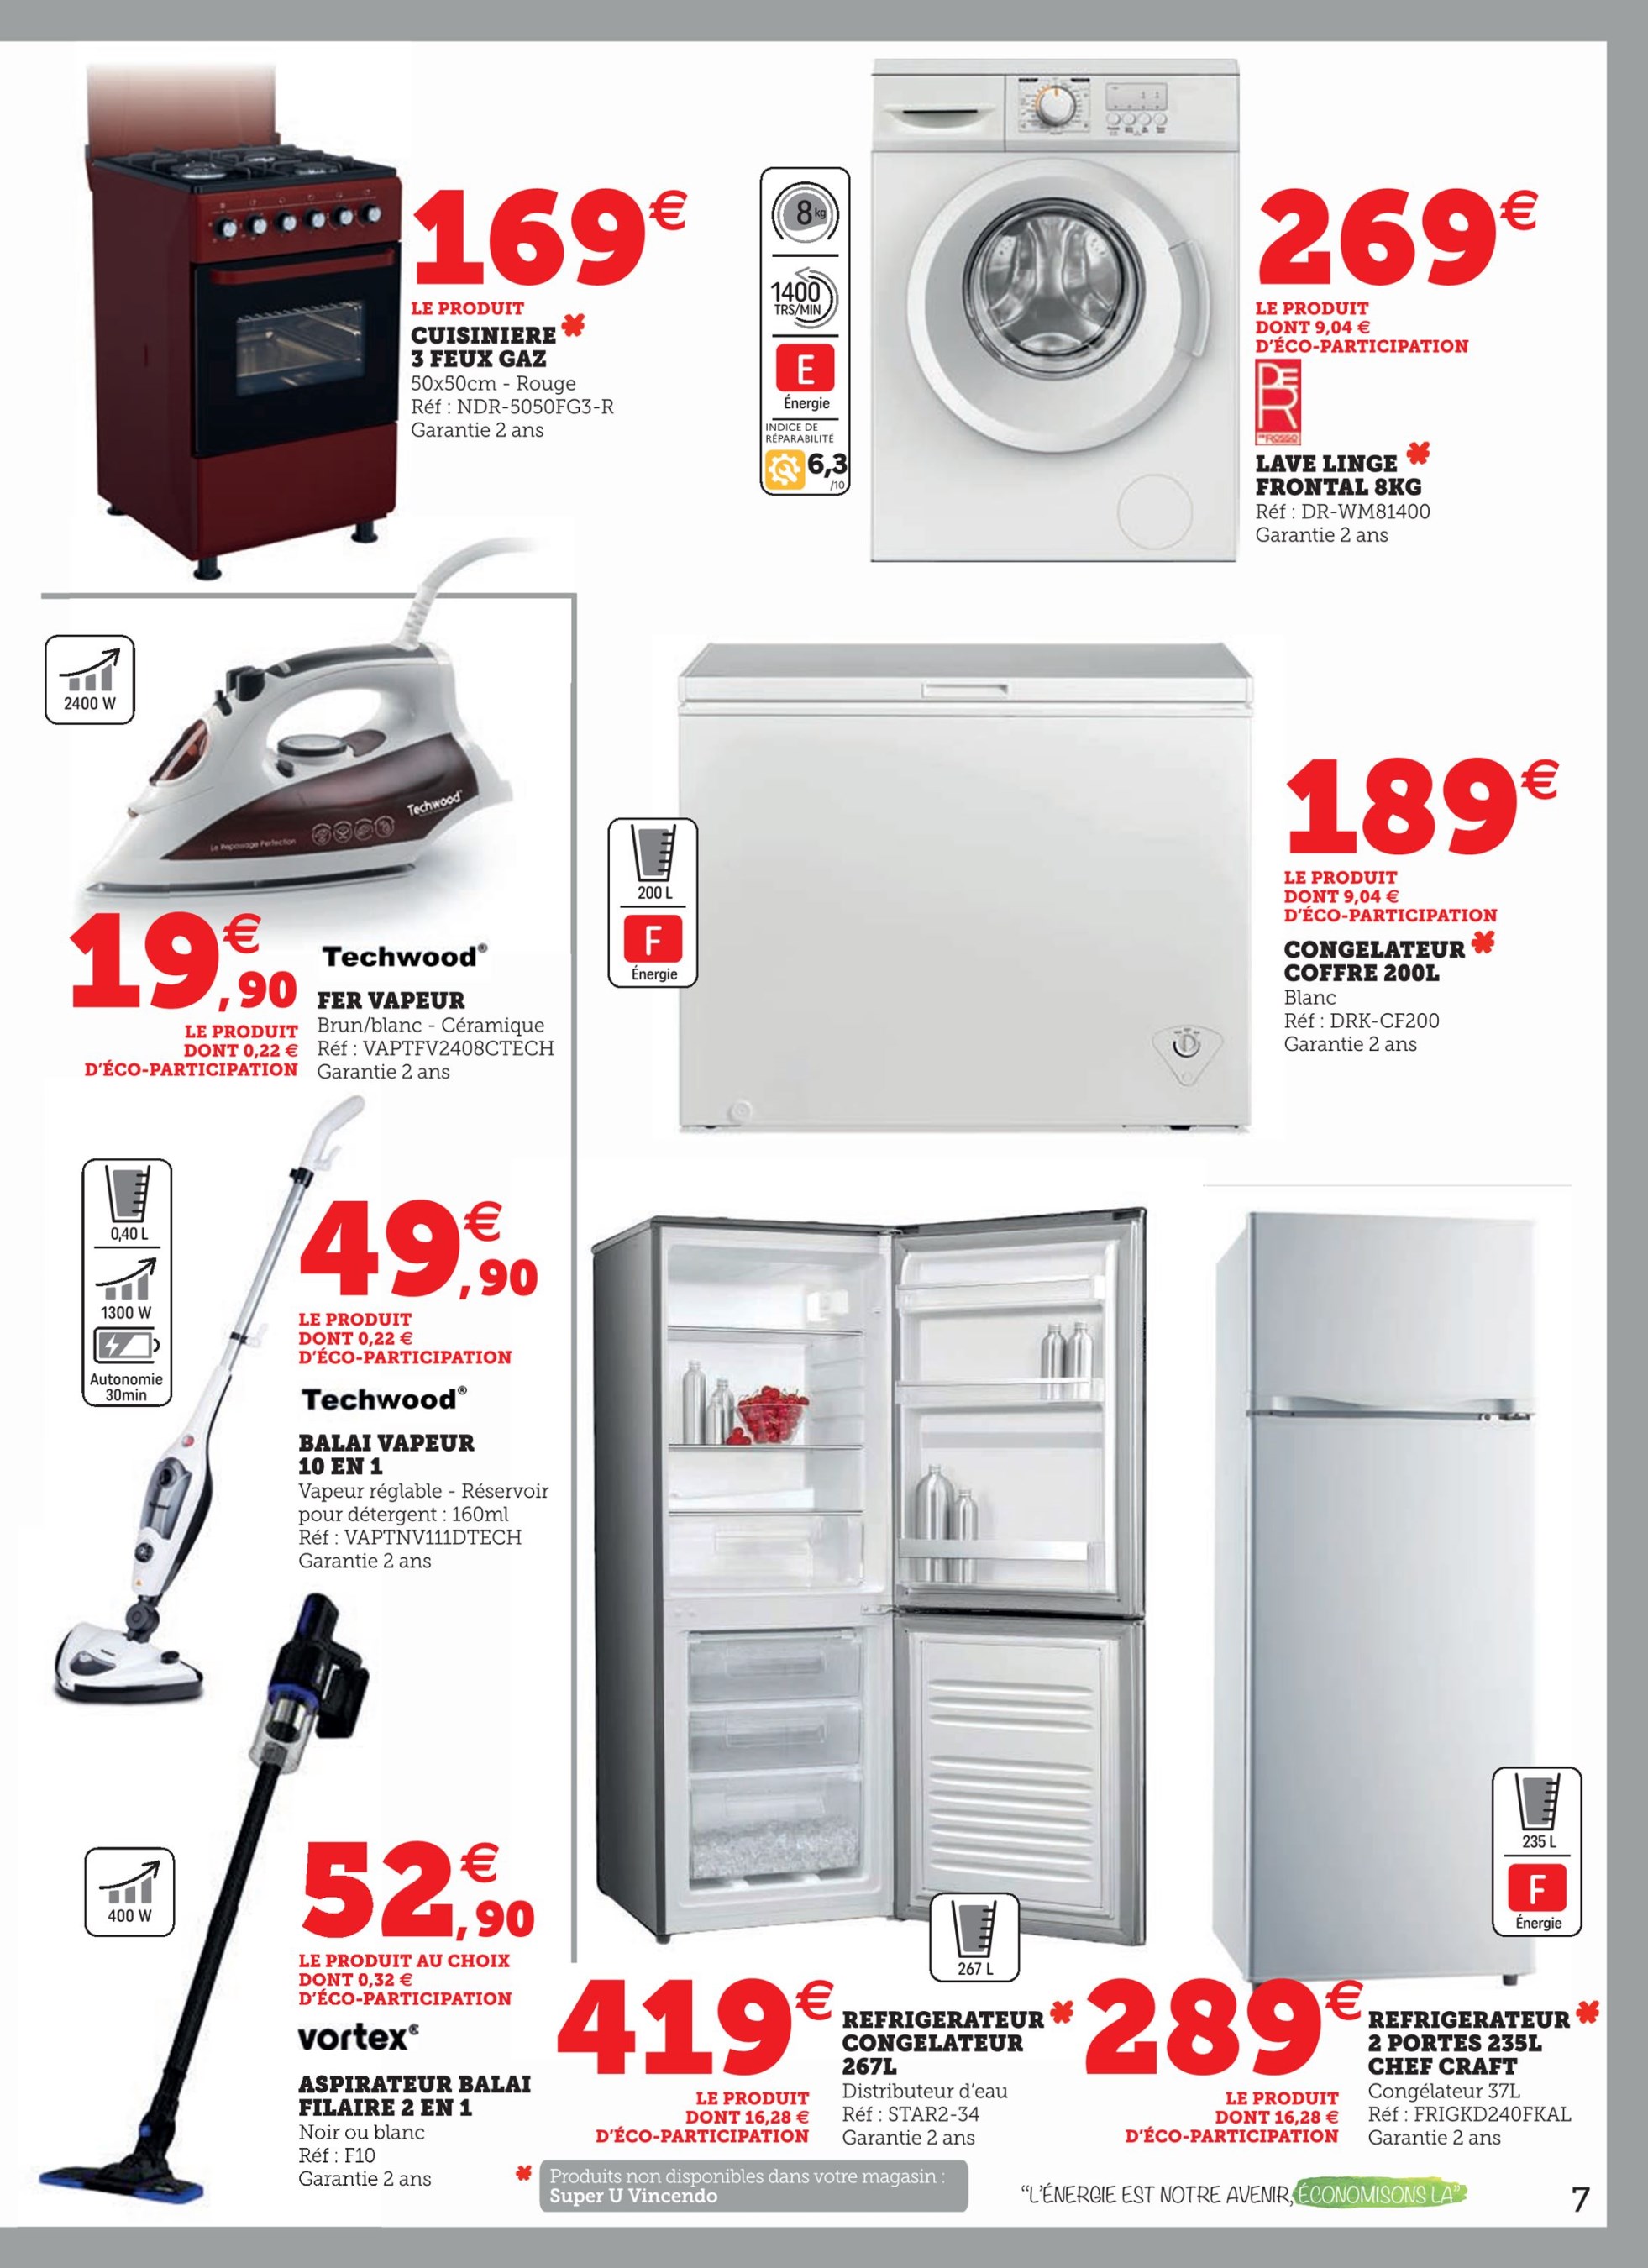 169€
LE PRODUIT
CUISINIERE
3 FEUX GAZ
50x50cm - Rouge
Réf : NDR-5050FG3-R
Garantie 2 ans
8 kg
1400
TRS/MIN
E
Énergie
INDICE DE
RÉPARABILITÉ
6,3
/10
269€
LE PRODUIT
DONT 9,04 €
D'ÉCO-PARTICIPATION
DE ROSSO
LAVE LINGE
FRONTAL 8KG
Réf : DR-WM81400
Garantie 2 ans
2400 W
Techwood
Le Repassage Perfection
19€,90
LE PRODUIT
DONT 0,22 €
D'ÉCO-PARTICIPATION
Techwood®
FER VAPEUR
Brun/blanc - Céramique
Réf : VAPTFV2408CTECH
Garantie 2 ans
200 L
F
Énergie
189€
LE PRODUIT
DONT 9,04 €
D'ÉCO-PARTICIPATION
CONGELATEUR
COFFRE 200L
Blanc
Réf : DRK-CF200
Garantie 2 ans
0,40 L
1300 W
Autonomie
30min
49€,90
LE PRODUIT
DONT 0,22 €
D'ÉCO-PARTICIPATION
Techwood®
BALAI VAPEUR
10 EN 1
Vapeur réglable - Réservoir
pour détergent : 160ml
Réf : VAPTNV111DTECH
Garantie 2 ans
400 W
52€,90
LE PRODUIT AU CHOIX
DONT 0,32 €
D'ÉCO-PARTICIPATION
vortex®
ASPIRATEUR BALAI
FILAIRE 2 EN 1
Noir ou blanc
Réf : F10
Garantie 2 ans
267 L
419€
LE PRODUIT
DONT 16,28 €
D'ÉCO-PARTICIPATION
REFRIGERATEUR
CONGELATEUR
267L
Distributeur d'eau
Réf : STAR2-34
Garantie 2 ans
235 L
F
Énergie
289€
LE PRODUIT
DONT 16,28 €
D'ÉCO-PARTICIPATION
REFRIGERATEUR
2 PORTES 235L
CHEF CRAFT
Congélateur 37L
Réf : FRIGKD240FKAL
Garantie 2 ans
Produits non disponibles dans votre magasin :
Super U Vincendo
“L'ÉNERGIE EST NOTRE AVENIR, ÉCONOMISONS LA”
7